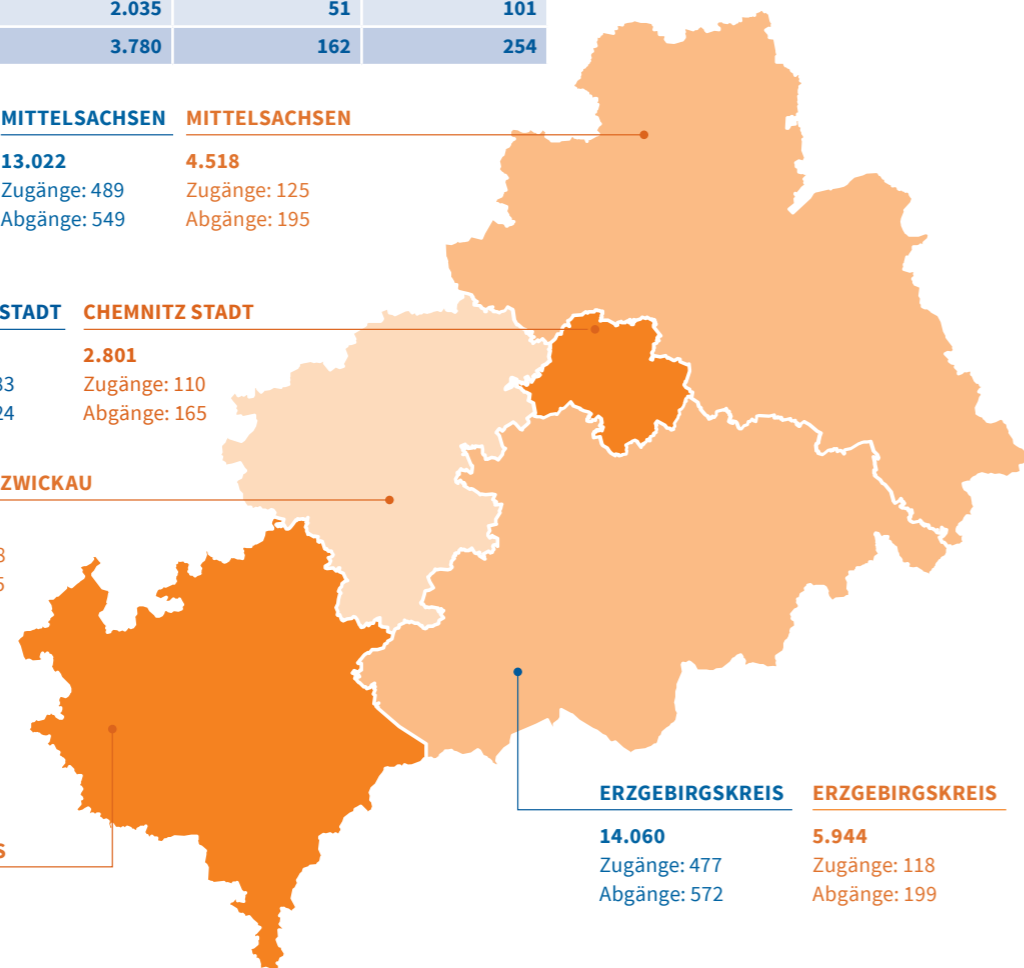 2.035 51 101
3.780 162 254
MITTELSACHSEN MITTELSACHSEN
13.022 4.518
Zugänge: 489 Zugänge: 125
Abgänge: 549 Abgänge: 195
STADT CHEMNITZ STADT
2.801
Zugänge: 110
24 Abgänge: 165
ZWICKAU
ERZGEBIRGSKREIS ERZGEBIRGSKREIS
14.060 5.944
Zugänge: 477 Zugänge: 118
Abgänge: 572 Abgänge: 199